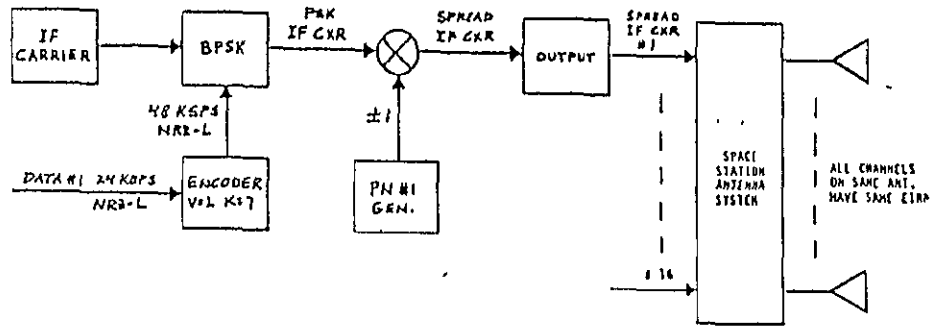 IF
CARRIER
BPSK
PSK
IF CXR
SPREAD
IF CXR
OUTPUT
SPREAD
IF CXR
#1
48 KSPS
NRZ-L
±1
DATA #1 24 KBPS
NRZ-L
ENCODER
V=2 K=7
PN #1
GEN.
SPACE
STATION
ANTENNA
SYSTEM
ALL CHANNELS
ON SAME ANT.
HAVE SAME EIRP